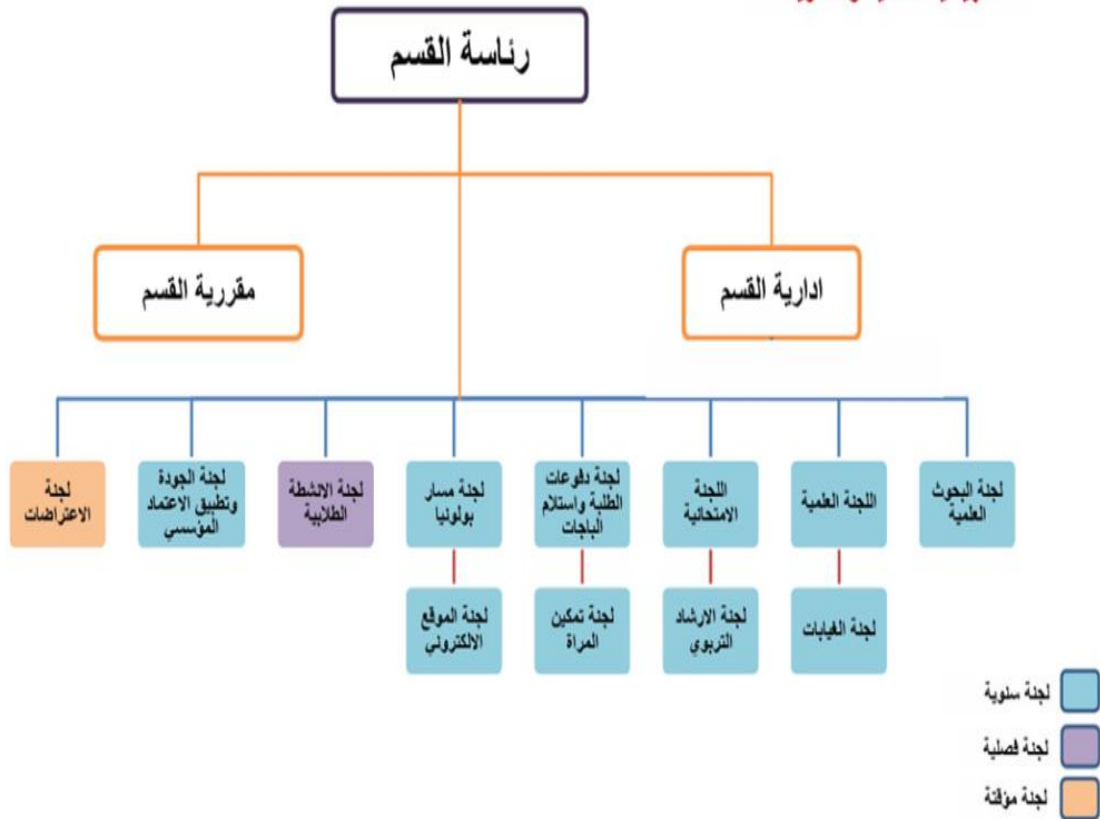 رئاسة القسم
ادارية القسم
مقررية القسم
لجنة البحوث
العلمية
اللجنة العلمية
اللجنة
الامتحانية
لجنة دفوعات
الطلبة واستلام
الباجات
لجنة مسار
بولونيا
لجنة الانشطة
الطلابية
لجنة الجودة
وتطبيق الاعتماد
المؤسسي
لجنة
الاعتراضات
لجنة الغيابات
لجنة الارشاد
التربوي
لجنة تمكين
المراة
لجنة الموقع
الالكتروني
لجنة سنوية
لجنة فصلية
لجنة مؤقتة